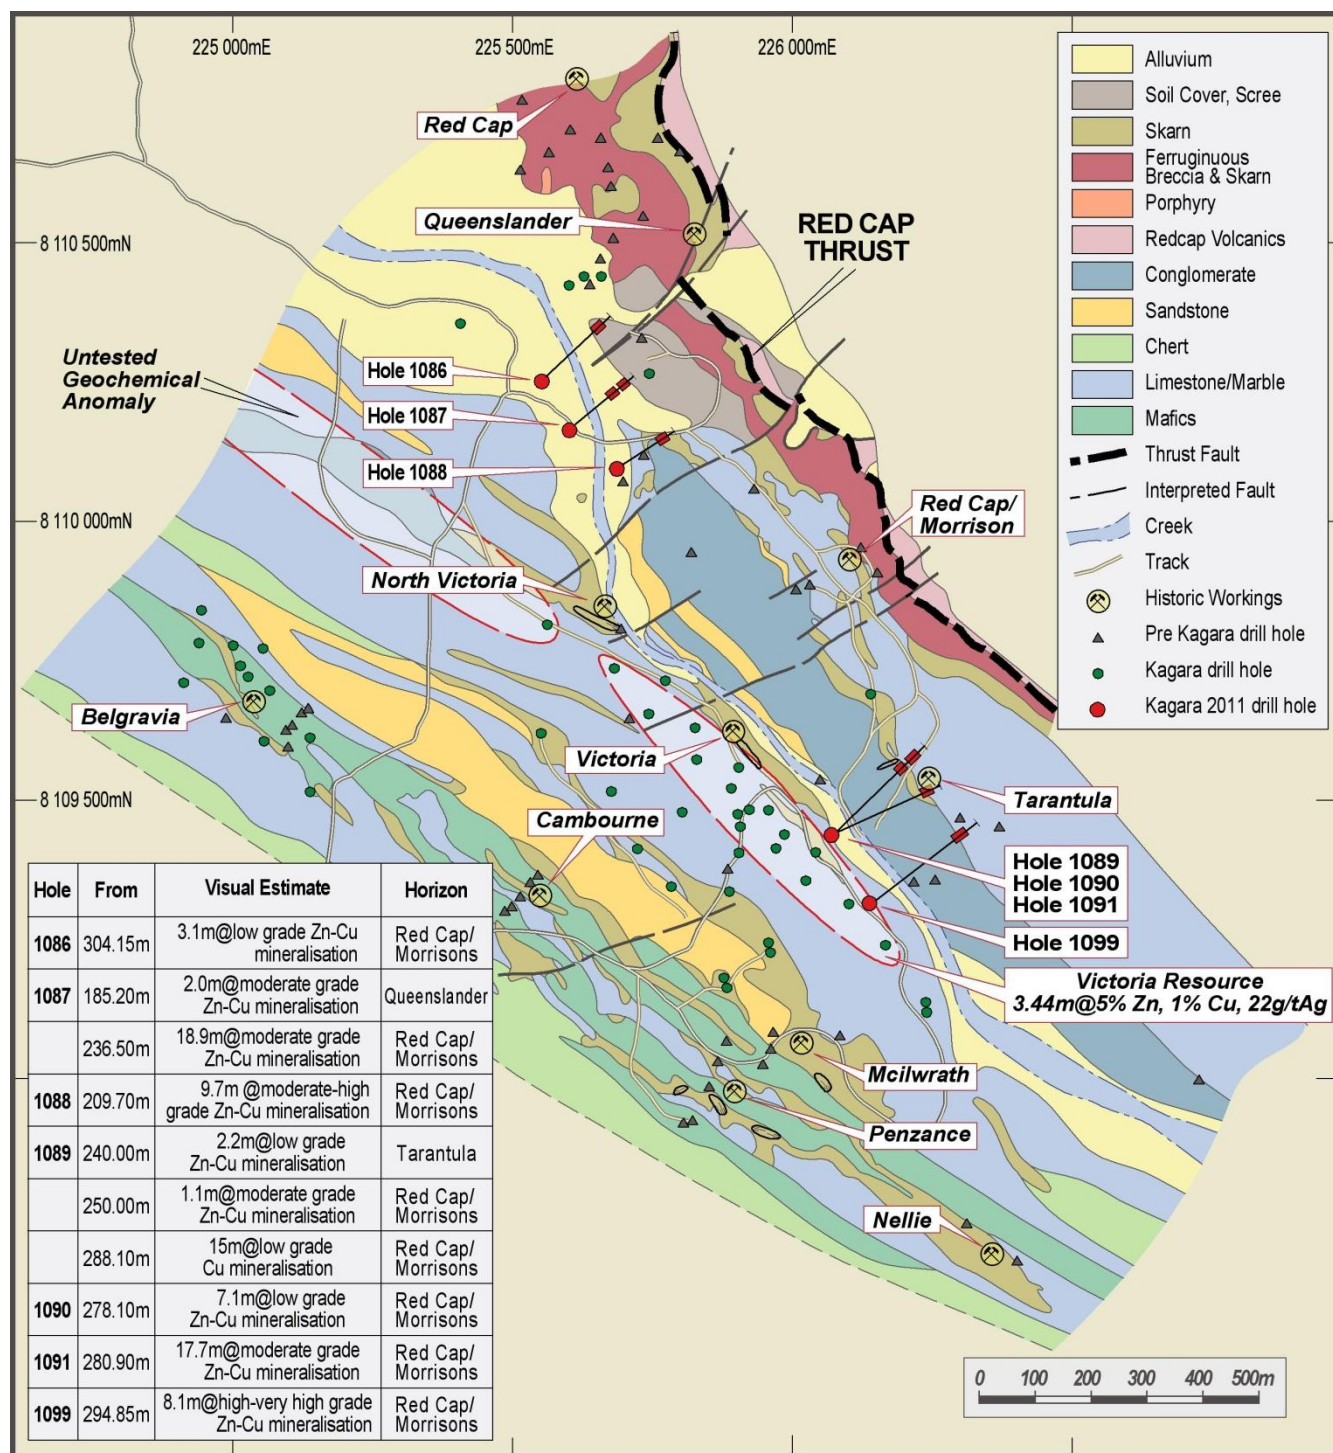 225 000mE
225 500mE
226 000mE
8 110 500mN
8 110 000mN
8 109 500mN
Red Cap
Queenslander
RED CAP
THRUST
Untested
Geochemical
Anomaly
Hole 1086
Hole 1087
Hole 1088
Red Cap/
Morrison
North Victoria
Belgravia
Victoria
Cambourne
Tarantula
Hole 1089
Hole 1090
Hole 1091
Hole 1099
Victoria Resource
3.44m@5% Zn, 1% Cu, 22g/tAg
Mcilwrath
Penzance
Nellie
Alluvium
Soil Cover, Scree
Skarn
Ferruginuous
Breccia & Skarn
Porphyry
Redcap Volcanics
Conglomerate
Sandstone
Chert
Limestone/Marble
Mafics
Thrust Fault
Interpreted Fault
Creek
Track
Historic Workings
Pre Kagara drill hole
Kagara drill hole
Kagara 2011 drill hole
Hole From Visual Estimate Horizon
1086 304.15m 3.1m@low grade Zn-Cu
mineralisation
Red Cap/
Morrisons
1087 185.20m 2.0m@moderate grade
Zn-Cu mineralisation
Queenslander
236.50m 18.9m@moderate grade
Zn-Cu mineralisation
Red Cap/
Morrisons
1088 209.70m 9.7m @moderate-high
grade Zn-Cu mineralisation
Red Cap/
Morrisons
1089 240.00m 2.2m@low grade
Zn-Cu mineralisation
Tarantula
250.00m 1.1m@moderate grade
Zn-Cu mineralisation
Red Cap/
Morrisons
288.10m 15m@low grade
Cu mineralisation
Red Cap/
Morrisons
1090 278.10m 7.1m@low grade
Zn-Cu mineralisation
Red Cap/
Morrisons
1091 280.90m 17.7m@moderate grade
Zn-Cu mineralisation
Red Cap/
Morrisons
1099 294.85m 8.1m@high-very high grade
Zn-Cu mineralisation
Red Cap/
Morrisons
0 100 200 300 400 500m